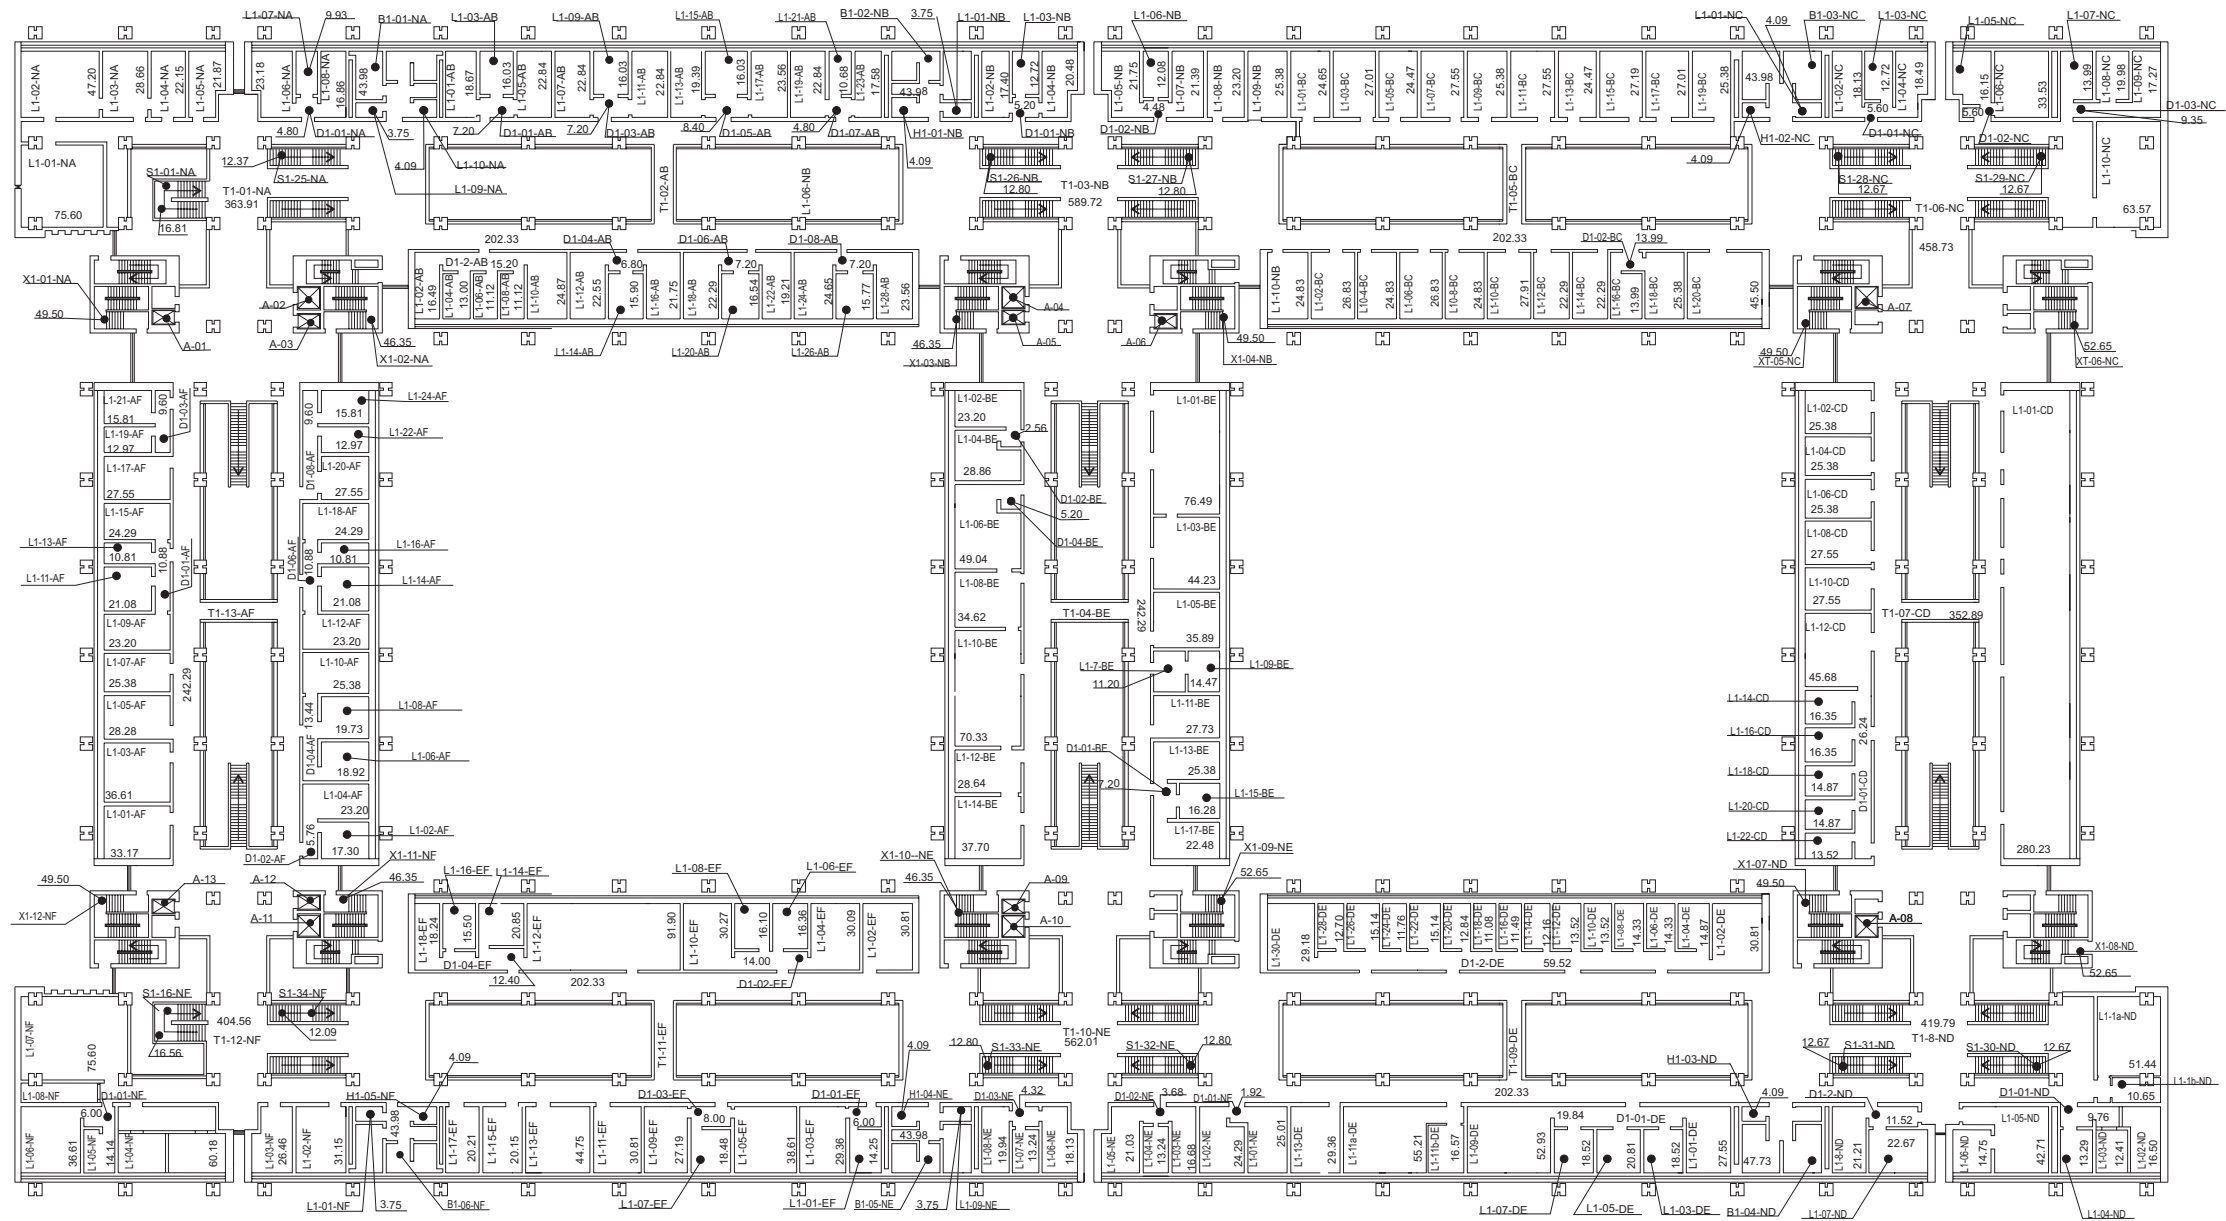 L1-07-NA
9.93
B1-01-NA
L1-03-AB
L1-09-AB
L1-15-AB
L1-21-AB
B1-02-NB
3.75
L1-01-NB
L1-03-NB
L1-06-NB
L1-01-NC
4.09
B1-03-NC
L1-03-NC
L1-05-NC
L1-07-NC
L1-02-NA
47.20
L1-03-NA
28.66
L1-04-NA
22.15
L1-05-NA
21.87
23.18
L1-06-NA
L1-08-NA
16.86
43.98
L1-01-AB
18.67
16.03
L1-05-AB
22.84
L1-07-AB
22.84
16.03
L1-11-AB
22.84
L1-13-AB
19.39
16.03
L1-17-AB
23.56
L1-19-AB
22.84
10.68
L1-23-AB
17.58
43.98
L1-02-NB
17.40
12.72
L1-04-NB
20.48
L1-05-NB
21.75
12.08
L1-07-NB
21.39
L1-08-NB
23.20
L1-09-NB
25.38
L1-01-BC
24.65
L1-03-BC
27.01
L1-05-BC
24.47
L1-07-BC
27.55
L1-09-BC
25.38
L1-11-BC
27.55
L1-13-BC
24.47
L1-15-BC
27.19
L1-17-BC
27.01
L1-19-BC
25.38
43.98
L1-02-NC
18.13
12.72
L1-04-NC
18.49
16.15
L1-06-NC
33.53
13.99
L1-08-NC
19.98
L1-09-NC
17.27
4.80
D1-01-NA
3.75
7.20
D1-01-AB
7.20
D1-03-AB
8.40
D1-05-AB
4.80
D1-07-AB
H1-01-NB
5.20
D1-01-NB
4.48
D1-02-NB
H1-02-NC
5.60
D1-01-NC
5.60
D1-02-NC
D1-03-NC
9.35
L1-01-NA
75.60
S1-01-NA
12.37
S1-25-NA
T1-01-NA
363.91
16.81
4.09
L1-10-NA
L1-09-NA
T1-02-AB
L1-06-NB
4.09
S1-26-NB
12.80
T1-03-NB
589.72
S1-27-NB
12.80
T1-05-BC
4.09
S1-28-NC
12.67
T1-06-NC
S1-29-NC
12.67
L1-10-NC
63.57
458.73
X1-01-NA
49.50
A-01
A-02
A-03
46.35
X1-02-NA
202.33
D1-2-AB
15.20
D1-04-AB
6.80
D1-06-AB
7.20
D1-08-AB
7.20
L1-02-AB
16.49
L1-04-AB
13.00
L1-06-AB
11.12
L1-08-AB
11.12
L1-10-AB
24.87
L1-12-AB
22.55
15.90
L1-16-AB
21.75
L1-18-AB
22.29
16.54
L1-22-AB
19.21
L1-24-AB
24.65
15.77
L1-28-AB
23.56
L1-14-AB
L1-20-AB
L1-26-AB
46.35
X1-03-NB
A-04
A-05
A-06
49.50
X1-04-NB
202.33
D1-02-BC
13.99
L1-10-NB
24.83
L1-02-BC
26.83
L10-4-BC
24.83
L1-06-BC
26.83
L10-8-BC
24.83
L1-10-BC
27.91
L1-12-BC
22.29
L1-14-BC
22.29
L1-16-BC
13.99
L1-18-BC
25.38
L1-20-BC
45.50
A-07
49.50
XT-05-NC
52.65
XT-06-NC
L1-21-AF
15.81
9.60
D1-03-AF
L1-19-AF
12.97
L1-17-AF
27.55
L1-15-AF
24.29
L1-13-AF
10.81
L1-11-AF
21.08
10.88
D1-01-AF
L1-09-AF
23.20
L1-07-AF
25.38
L1-05-AF
28.28
L1-03-AF
36.61
L1-01-AF
33.17
T1-13-AF
242.29
9.60
15.81
L1-24-AF
12.97
L1-22-AF
D1-08-AF
L1-20-AF
27.55
L1-18-AF
24.29
10.81
L1-16-AF
D1-06-AF
10.88
L1-14-AF
21.08
L1-12-AF
23.20
L1-10-AF
25.38
13.44
L1-08-AF
19.73
D1-04-AF
L1-06-AF
18.92
L1-04-AF
23.20
5.76
L1-02-AF
17.30
D1-02-AF
L1-02-BE
23.20
2.56
L1-04-BE
28.86
D1-02-BE
5.20
L1-06-BE
D1-04-BE
49.04
L1-08-BE
34.62
L1-10-BE
70.33
L1-12-BE
28.64
L1-14-BE
37.70
T1-04-BE
242.29
L1-01-BE
76.49
L1-03-BE
44.23
L1-05-BE
35.89
L1-7-BE
11.20
L1-09-BE
14.47
L1-11-BE
27.73
D1-01-BE
L1-13-BE
25.38
7.20
L1-15-BE
16.28
L1-17-BE
22.48
L1-02-CD
25.38
L1-04-CD
25.38
L1-06-CD
25.38
L1-08-CD
27.55
L1-10-CD
27.55
L1-12-CD
45.68
L1-14-CD
16.35
L1-16-CD
16.35
26.24
L1-18-CD
14.87
D1-01-CD
L1-20-CD
14.87
L1-22-CD
13.52
T1-07-CD
352.89
L1-01-CD
280.23
49.50
X1-12-NF
A-13
A-12
A-11
X1-11-NF
46.35
L1-16-EF
L1-14-EF
L1-08-EF
L1-06-EF
L1-18-EF
18.24
15.50
20.85
L1-12-EF
91.90
L1-10-EF
30.27
16.10
16.36
L1-04-EF
30.09
L1-02-EF
30.81
D1-04-EF
12.40
202.33
14.00
D1-02-EF
X1-10--NE
46.35
A-09
A-10
X1-09-NE
52.65
L1-30-DE
29.18
L1-28-DE
12.70
L1-26-DE
15.14
L1-24-DE
11.76
L1-22-DE
15.14
L1-20-DE
12.84
L1-18-DE
11.08
L1-16-DE
11.49
L1-14-DE
12.16
L1-12-DE
13.52
L1-10-DE
13.52
L1-08-DE
14.33
L1-06-DE
14.33
L1-04-DE
14.87
L1-02-DE
30.81
D1-2-DE
59.52
X1-07-ND
49.50
A-08
X1-08-ND
52.65
L1-07-NF
75.60
S1-16-NF
404.56
T1-12-NF
16.56
S1-34-NF
12.09
T1-11-EF
12.80
S1-33-NE
T1-10-NE
562.01
S1-32-NE
12.80
T1-09-DE
12.67
S1-31-ND
419.79
T1-8-ND
S1-30-ND
12.67
L1-1a-ND
51.44
L1-1b-ND
10.65
L1-08-NF
6.00
D1-01-NF
L1-06-NF
36.61
L1-05-NF
14.14
L1-04-NF
60.18
L1-03-NF
26.46
L1-02-NF
31.15
H1-05-NF
4.09
43.98
L1-17-EF
20.21
L1-15-EF
20.15
L1-13-EF
44.75
L1-11-EF
30.81
L1-09-EF
27.19
D1-03-EF
8.00
18.48
L1-05-EF
38.61
L1-03-EF
29.36
D1-01-EF
6.00
14.25
4.09
H1-04-NE
43.98
L1-08-NE
19.94
D1-03-NF
4.32
L1-07-NE
13.24
L1-06-NE
18.13
D1-02-NE
3.68
D1-01-NE
1.92
L1-05-NE
21.03
L1-04-NE
13.24
L1-03-NE
16.68
L1-02-NE
24.29
L1-01-NE
25.01
L1-13-DE
29.36
L1-11a-DE
55.21
L1-11b-DE
16.57
L1-09-DE
52.93
202.33
19.84
18.52
20.81
D1-01-DE
18.52
L1-01-DE
27.55
H1-03-ND
4.09
47.73
D1-2-ND
11.52
L1-8-ND
21.21
22.67
L1-06-ND
14.75
L1-05-ND
42.71
D1-01-ND
9.76
13.29
L1-03-ND
12.41
L1-02-ND
16.50
L1-01-NF
3.75
B1-06-NF
L1-07-EF
L1-01-EF
B1-05-NE
3.75
L1-09-NE
L1-07-DE
L1-05-DE
L1-03-DE
B1-04-ND
L1-07-ND
L1-04-ND